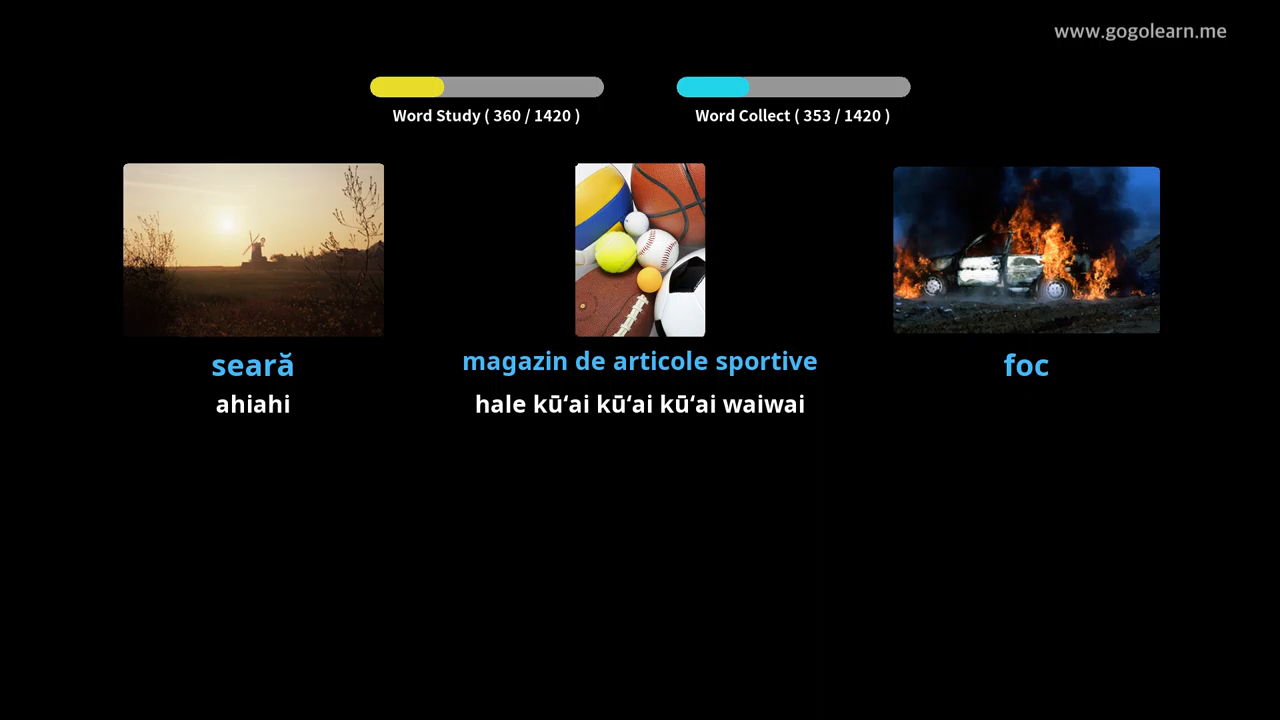 www.gogolearn.me
Word Study ( 360 / 1420 )
Word Collect ( 353 / 1420 )
seară
magazin de articole sportive
foc
ahiahi
hale kūʻai kūʻai kūʻai waiwai